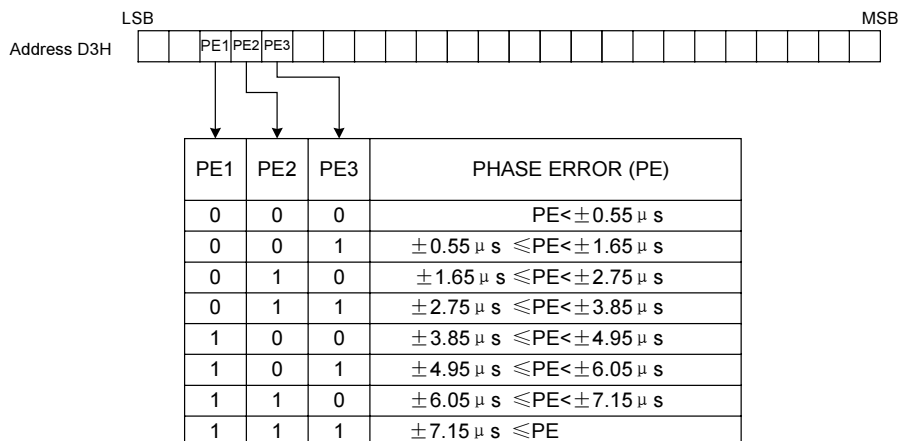 LSB MSB
Address D3H PE1 PE2 PE3
PE1 PE2 PE3 PHASE ERROR (PE)
0 0 0 PE<±0.55μs
0 0 1 ±0.55μs ≤PE<±1.65μs
0 1 0 ±1.65μs ≤PE<±2.75μs
0 1 1 ±2.75μs ≤PE<±3.85μs
1 0 0 ±3.85μs ≤PE<±4.95μs
1 0 1 ±4.95μs ≤PE<±6.05μs
1 1 0 ±6.05μs ≤PE<±7.15μs
1 1 1 ±7.15μs ≤PE